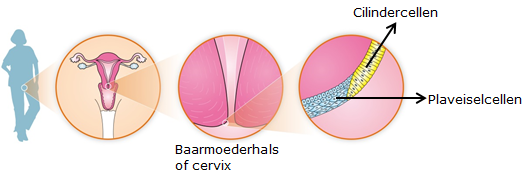 Cilindercellen
Plaveiselcellen
Baarmoederhals
of cervix